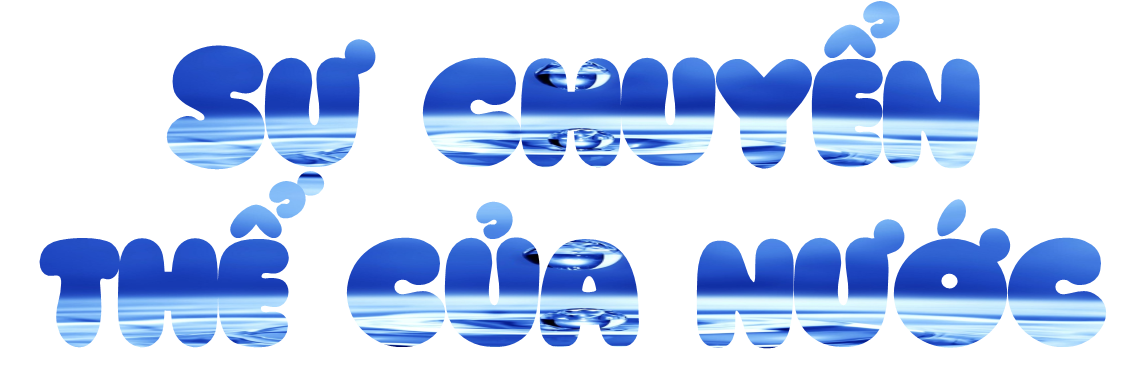 SỰ CHUYỂN
THỂ CỦA NƯỚC